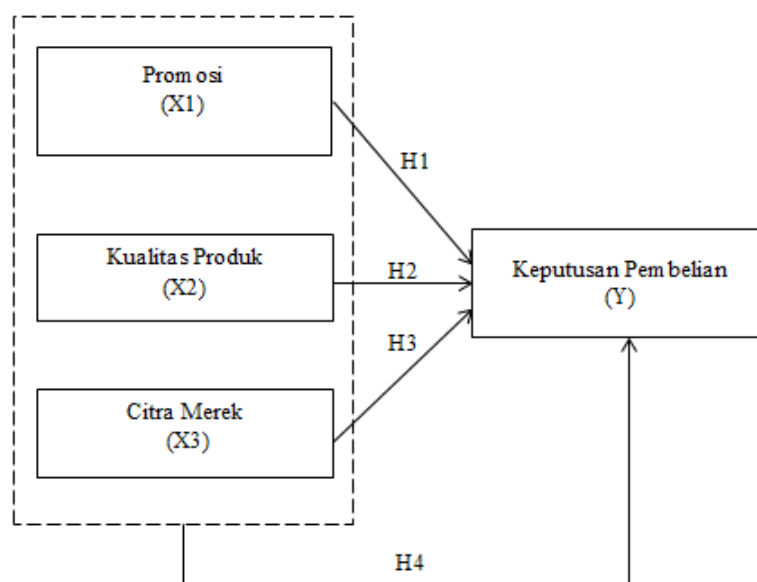 Promosi
(X1)
H1
Kualitas Produk
(X2)
H2
Keputusan Pembelian
(Y)
H3
Citra Merek
(X3)
H4